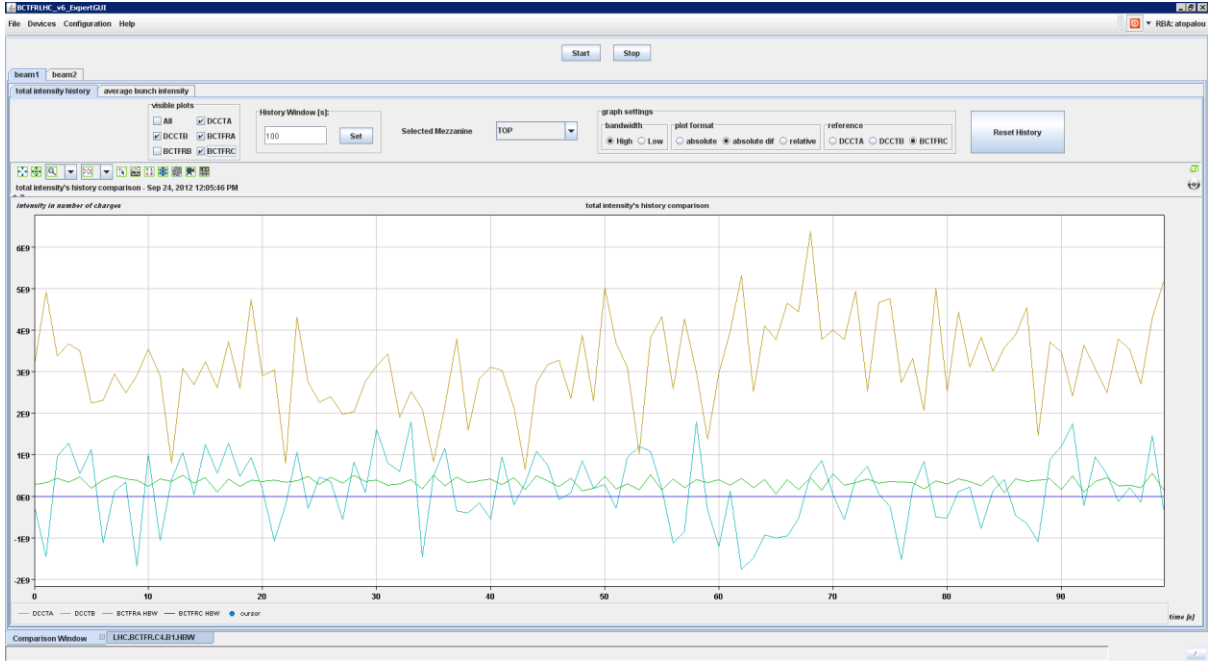 BCTFRLHC_v6_ExpertGUI
File Devices Configuration Help
RBA: atopalou
Start Stop
beam1 beam2
total intensity history average bunch intensity
visible plots
All DCCTA
DCCTB BCTFRA
BCTFRB BCTFRC
History Window [s]:
100 Set
Selected Mezzanine TOP
graph settings
bandwidth plot format reference
High Low absolute absolute dif relative DCCTA DCCTB BCTFRC
Reset History
total intensity's history comparison - Sep 24, 2012 12:05:46 PM
intensity in number of charges
total intensity's history comparison
6E9
5E9
4E9
3E9
2E9
1E9
0E0
-1E9
-2E9
0 10 20 30 40 50 60 70 80 90
DCCTA DCCTB BCTFRA HBW BCTFRC HBW cursor
time [s]
Comparison Window LHC.BCTFR.C4.B1.HBW